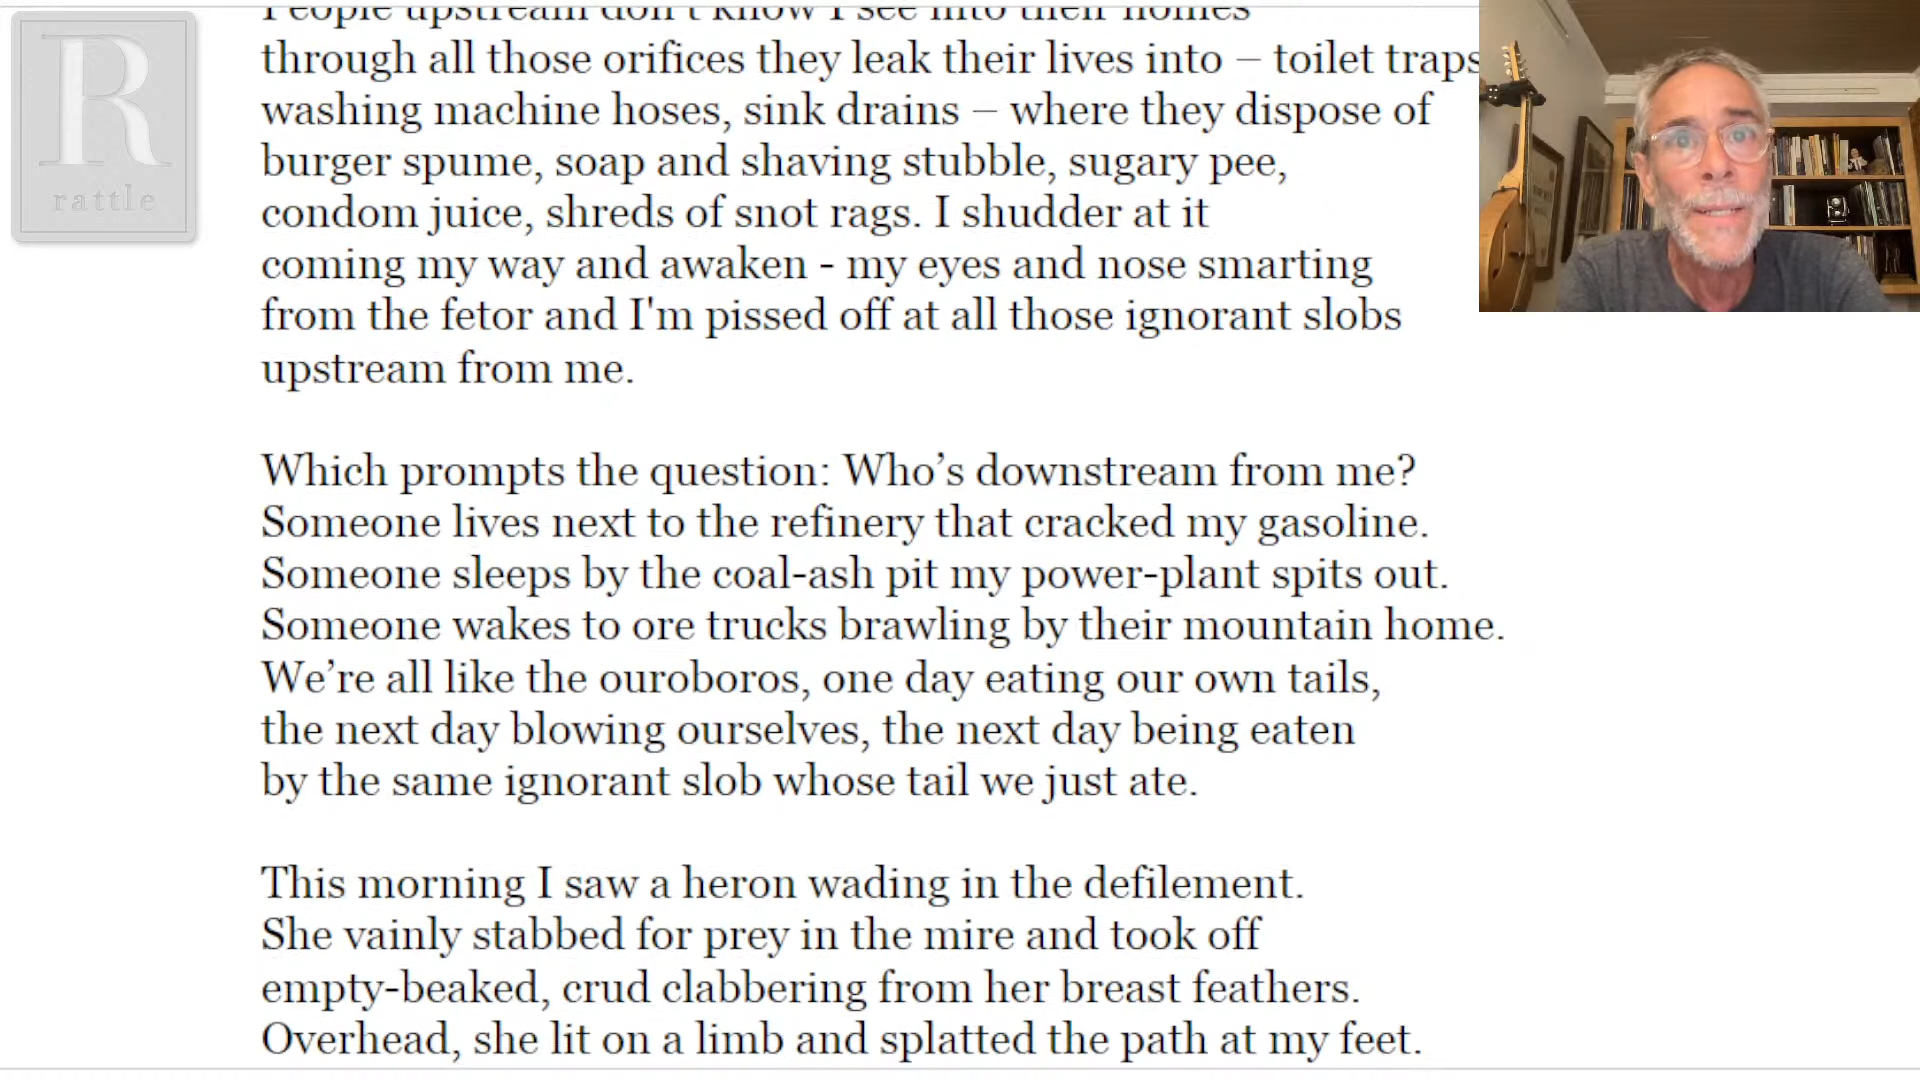 R
rattle
People upstream don't know I see into their homes
through all those orifices they leak their lives into – toilet traps
washing machine hoses, sink drains – where they dispose of
burger spume, soap and shaving stubble, sugary pee,
condom juice, shreds of snot rags. I shudder at it
coming my way and awaken - my eyes and nose smarting
from the fetor and I'm pissed off at all those ignorant slobs
upstream from me.
Which prompts the question: Who’s downstream from me?
Someone lives next to the refinery that cracked my gasoline.
Someone sleeps by the coal-ash pit my power-plant spits out.
Someone wakes to ore trucks brawling by their mountain home.
We’re all like the ouroboros, one day eating our own tails,
the next day blowing ourselves, the next day being eaten
by the same ignorant slob whose tail we just ate.
This morning I saw a heron wading in the defilement.
She vainly stabbed for prey in the mire and took off
empty-beaked, crud clabbering from her breast feathers.
Overhead, she lit on a limb and splatted the path at my feet.